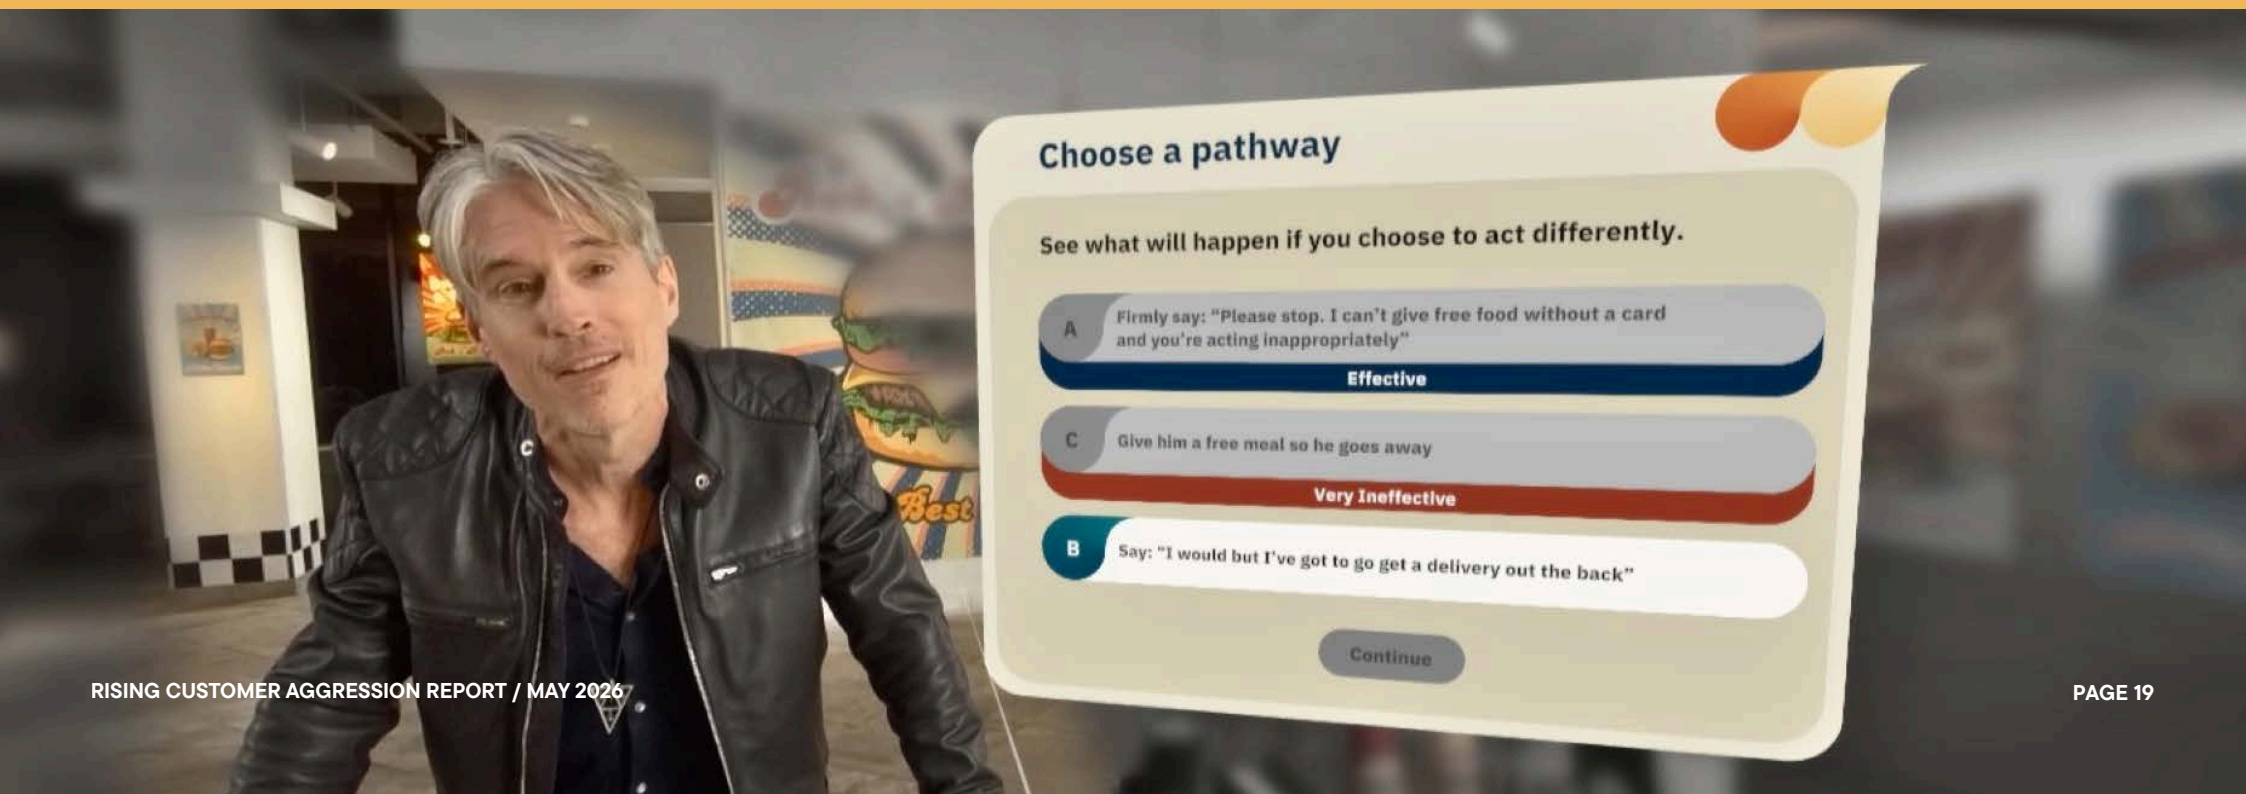 Choose a pathway
See what will happen if you choose to act differently.
A
Firmly say: “Please stop. I can’t give free food without a card
and you’re acting inappropriately”
Effective
C
Give him a free meal so he goes away
Very Ineffective
B
Say: “I would but I’ve got to go get a delivery out the back”
Continue
Best
RISING CUSTOMER AGGRESSION REPORT / MAY 2026
PAGE 19